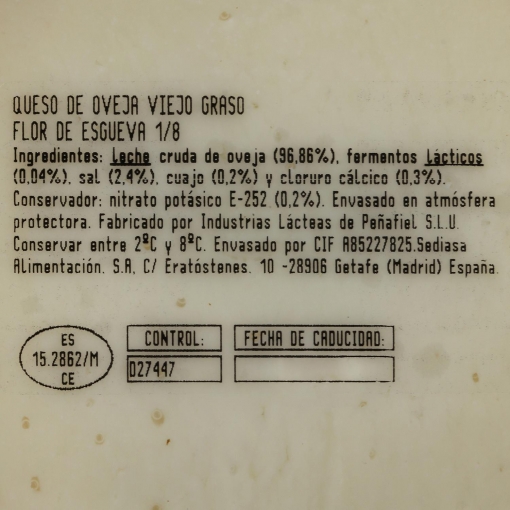 QUESO DE OVEJA VIEJO GRASO
FLOR DE ESGUEVA 1/8
Ingredientes: Leche cruda de oveja (96,86%), fermentos lácticos
(0,04%), sal (2,4%), cuajo (0,2%) y cloruro cálcico (0,3%).
Conservador: nitrato potásico E-252 (0,2%). Envasado en atmósfera
protectora. Fabricado por Industrias Lácteas de Peñafiel S.L.U.
Conservar entre 2ºC y 8ºC. Envasado por CIF A85227825.Sediasa
Alimentación. S.A. C/ Eratóstenes. 10 -28906 Getafe (Madrid) España.
ES
15.2862/M
CE
CONTROL:
027447
FECHA DE CADUCIDAD: